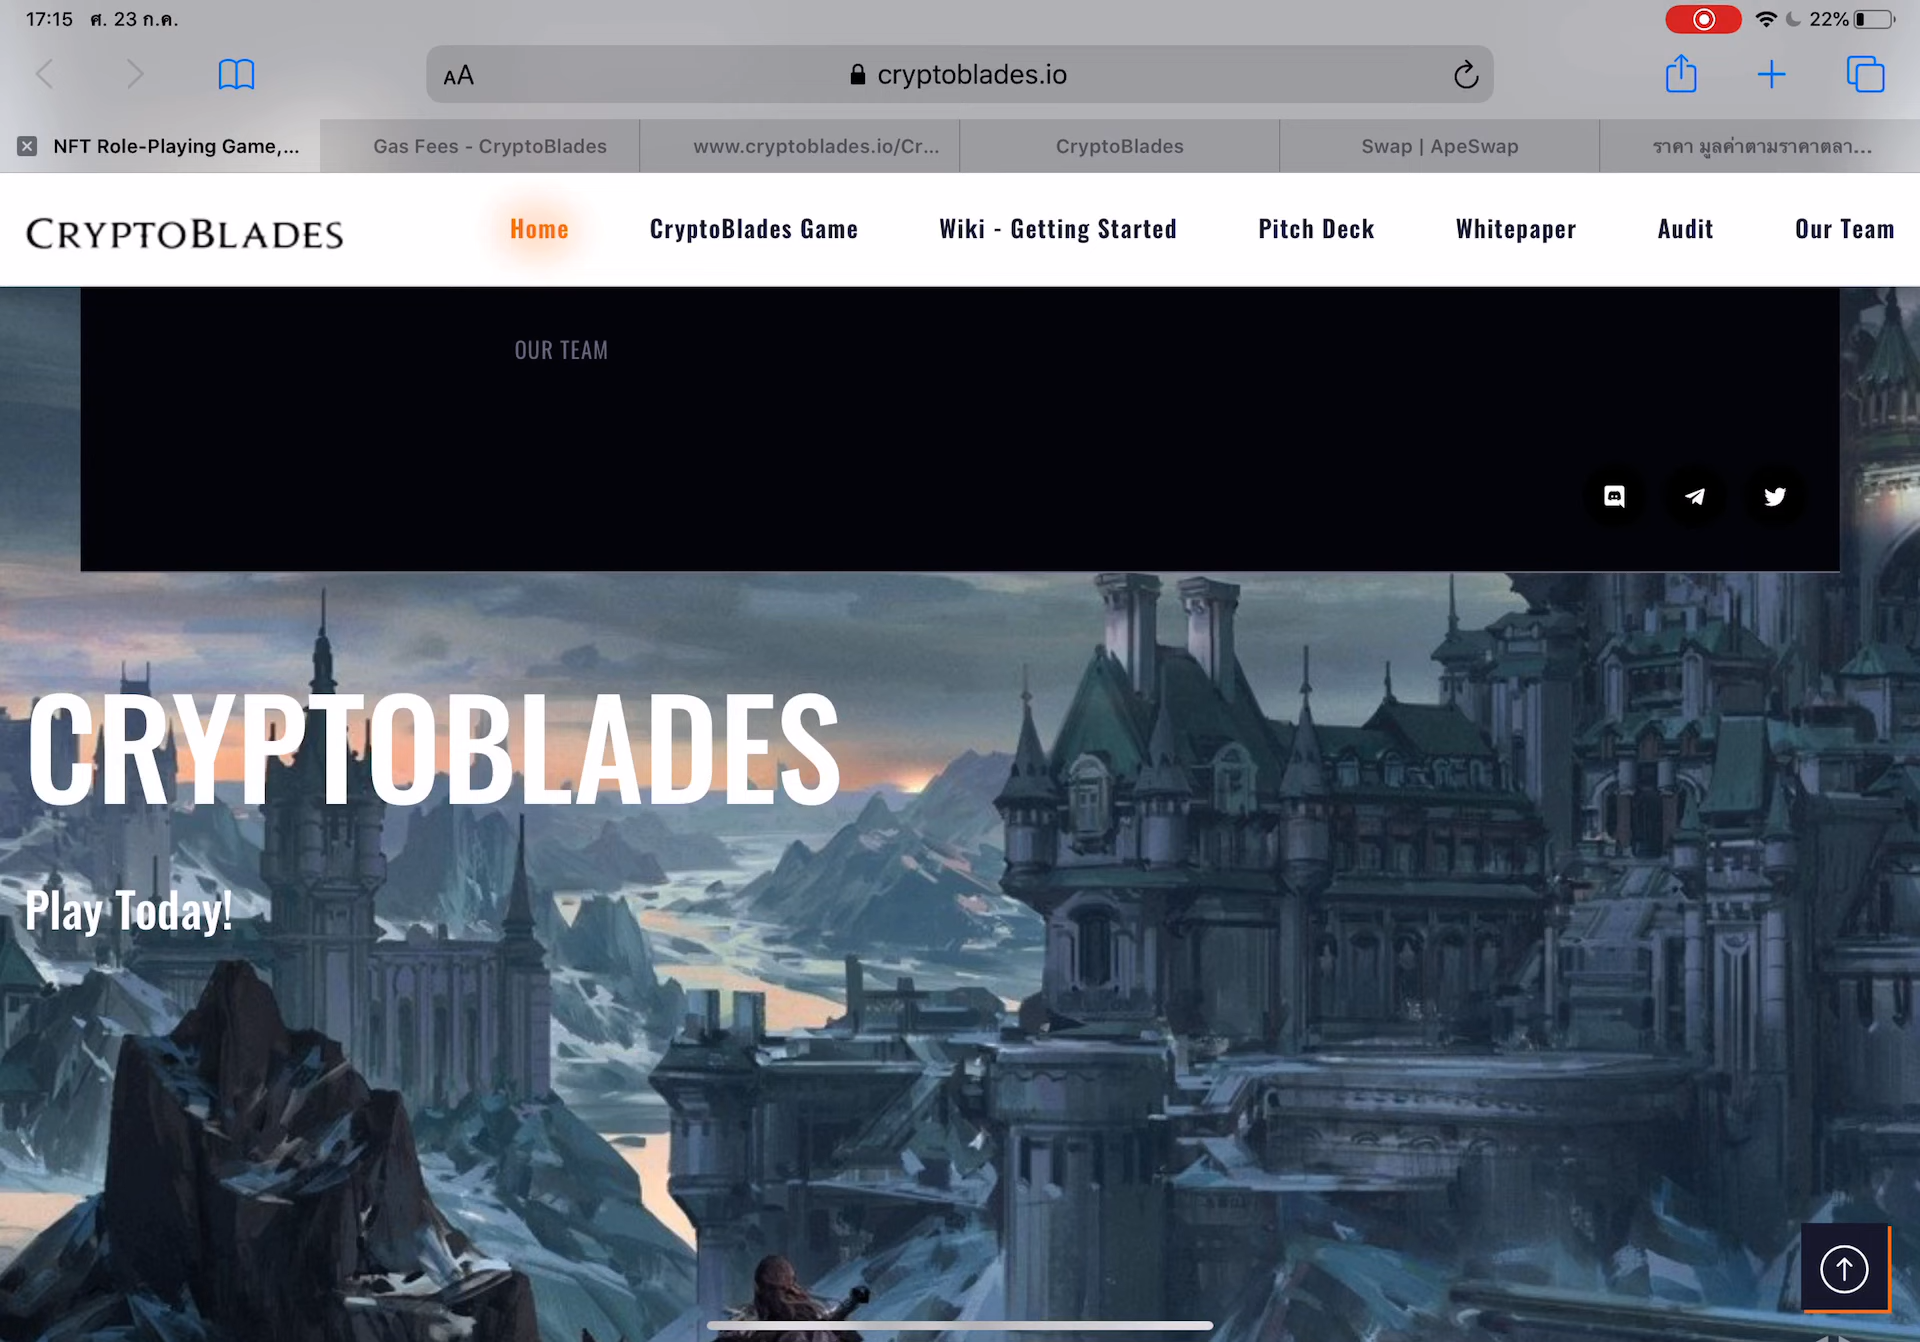 17:15 ศ. 23 ก.ค. 22%
AA cryptoblades.io
NFT Role-Playing Game,... Gas Fees - CryptoBlades www.cryptoblades.io/Cr... CryptoBlades Swap | ApeSwap ราคา มูลค่าตามราคาตลา...
CRYPTOBLADES Home CryptoBlades Game Wiki - Getting Started Pitch Deck Whitepaper Audit Our Team
OUR TEAM
CRYPTOBLADES
Play Today!